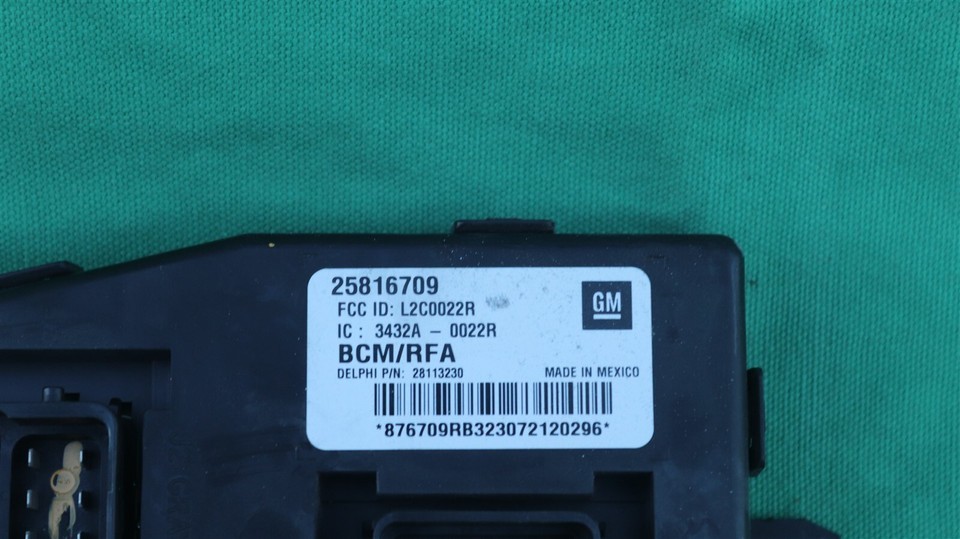 25816709
GM
FCC ID: L2C0022R
IC : 3432A – 0022R
BCM/RFA
DELPHI P/N: 28113230 MADE IN MEXICO
*876709RB323072120296*